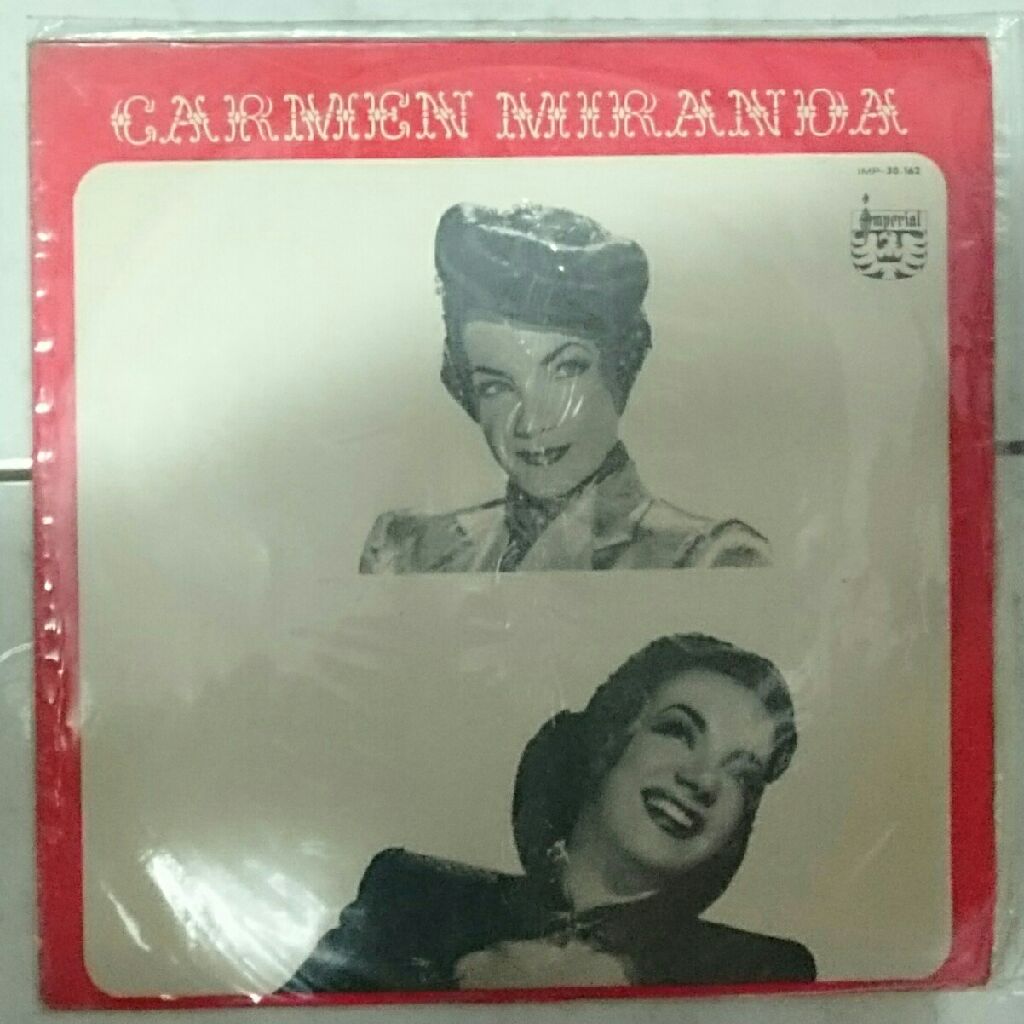 CARMEN MIRANDA
IMP-30.162
Imperial